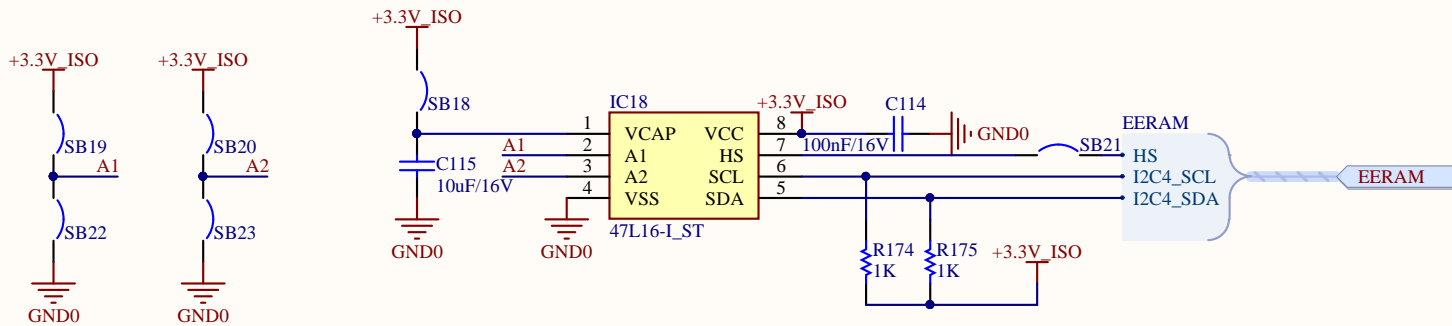 +3.3V_ISO
SB19
A1
SB22
GND0
+3.3V_ISO
SB20
A2
SB23
GND0
+3.3V_ISO
SB18
C115
10uF/16V
GND0
IC18
1 VCAP VCC 8
A1 2 A1 HS 7
A2 3 A2 SCL 6
4 VSS SDA 5
47L16-I_ST
GND0
+3.3V_ISO
C114
100nF/16V
GND0
SB21
R174
1K
R175
1K
+3.3V_ISO
EERAM
HS
I2C4_SCL
I2C4_SDA
EERAM